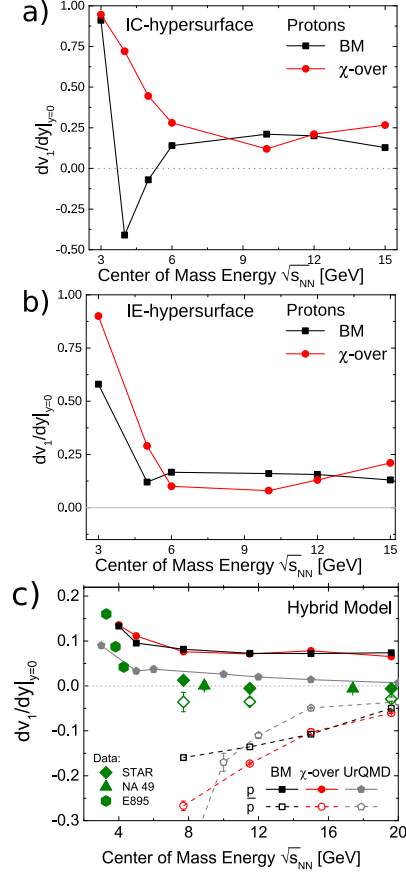 a)
IC-hypersurface
Protons
BM
χ-over
dv₁/dy|y=0
1.00
0.75
0.50
0.25
0.00
-0.25
-0.50
3
6
9
12
15
Center of Mass Energy √sNN [GeV]
b)
IE-hypersurface
Protons
BM
χ-over
dv₁/dy|y=0
1.00
0.75
0.50
0.25
0.00
3
6
9
12
15
Center of Mass Energy √sNN [GeV]
c)
Hybrid Model
dv₁/dy|y=0
0.2
0.1
0.0
-0.1
-0.2
-0.3
Data:
STAR
NA 49
E895
BM χ-over UrQMD
p
p̅
4
8
12
16
20
Center of Mass Energy √sNN [GeV]